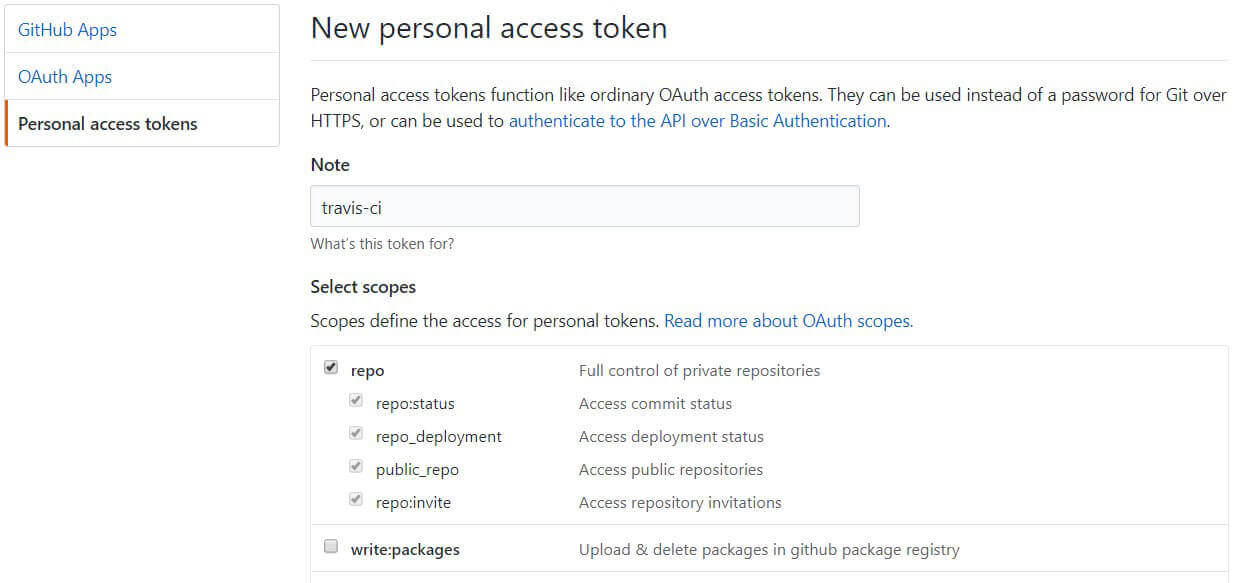 GitHub Apps
OAuth Apps
Personal access tokens
New personal access token
Personal access tokens function like ordinary OAuth access tokens. They can be used instead of a password for Git over
HTTPS, or can be used to authenticate to the API over Basic Authentication.
Note
travis-ci
What's this token for?
Select scopes
Scopes define the access for personal tokens. Read more about OAuth scopes.
repo Full control of private repositories
repo:status Access commit status
repo_deployment Access deployment status
public_repo Access public repositories
repo:invite Access repository invitations
write:packages Upload & delete packages in github package registry